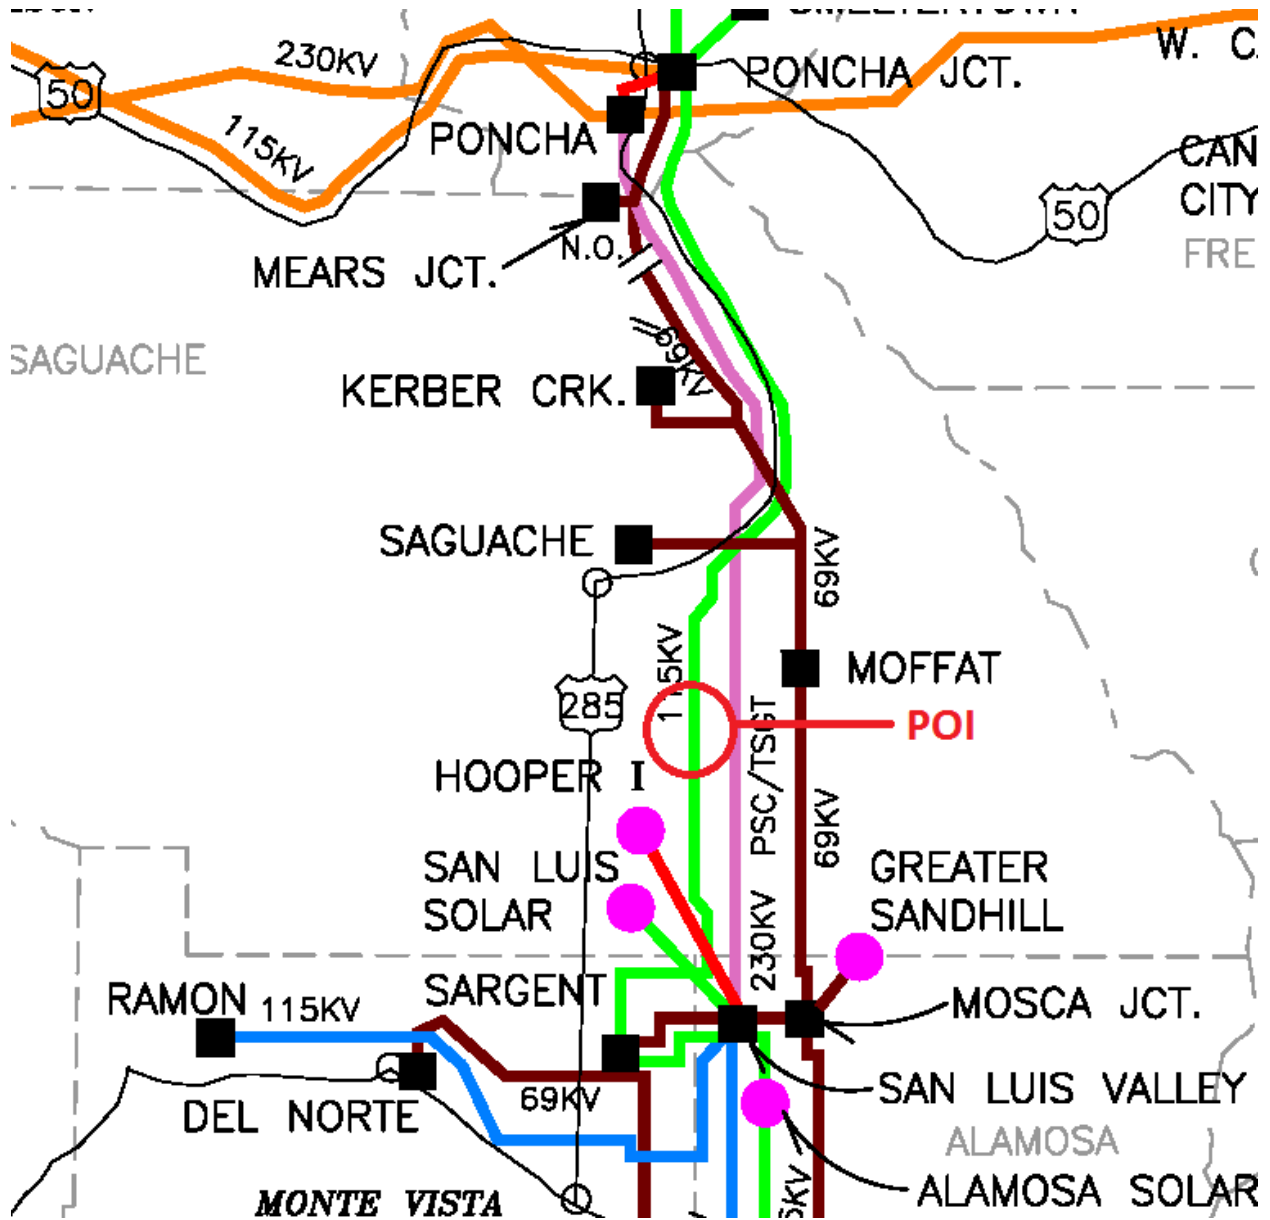 230KV
W. C
50
PONCHA JCT.
115KV
PONCHA
CAN
CITY
50
N.O.
FRE
MEARS JCT.
SAGUACHE
69KV
KERBER CRK.
SAGUACHE
69KV
115KV
MOFFAT
285
PSC/TSGT
POI
HOOPER I
69KV
SAN LUIS
SOLAR
GREATER
SANDHILL
230KV
SARGENT
RAMON
115KV
MOSCA JCT.
SAN LUIS VALLEY
69KV
DEL NORTE
ALAMOSA
ALAMOSA SOLAR
MONTE VISTA